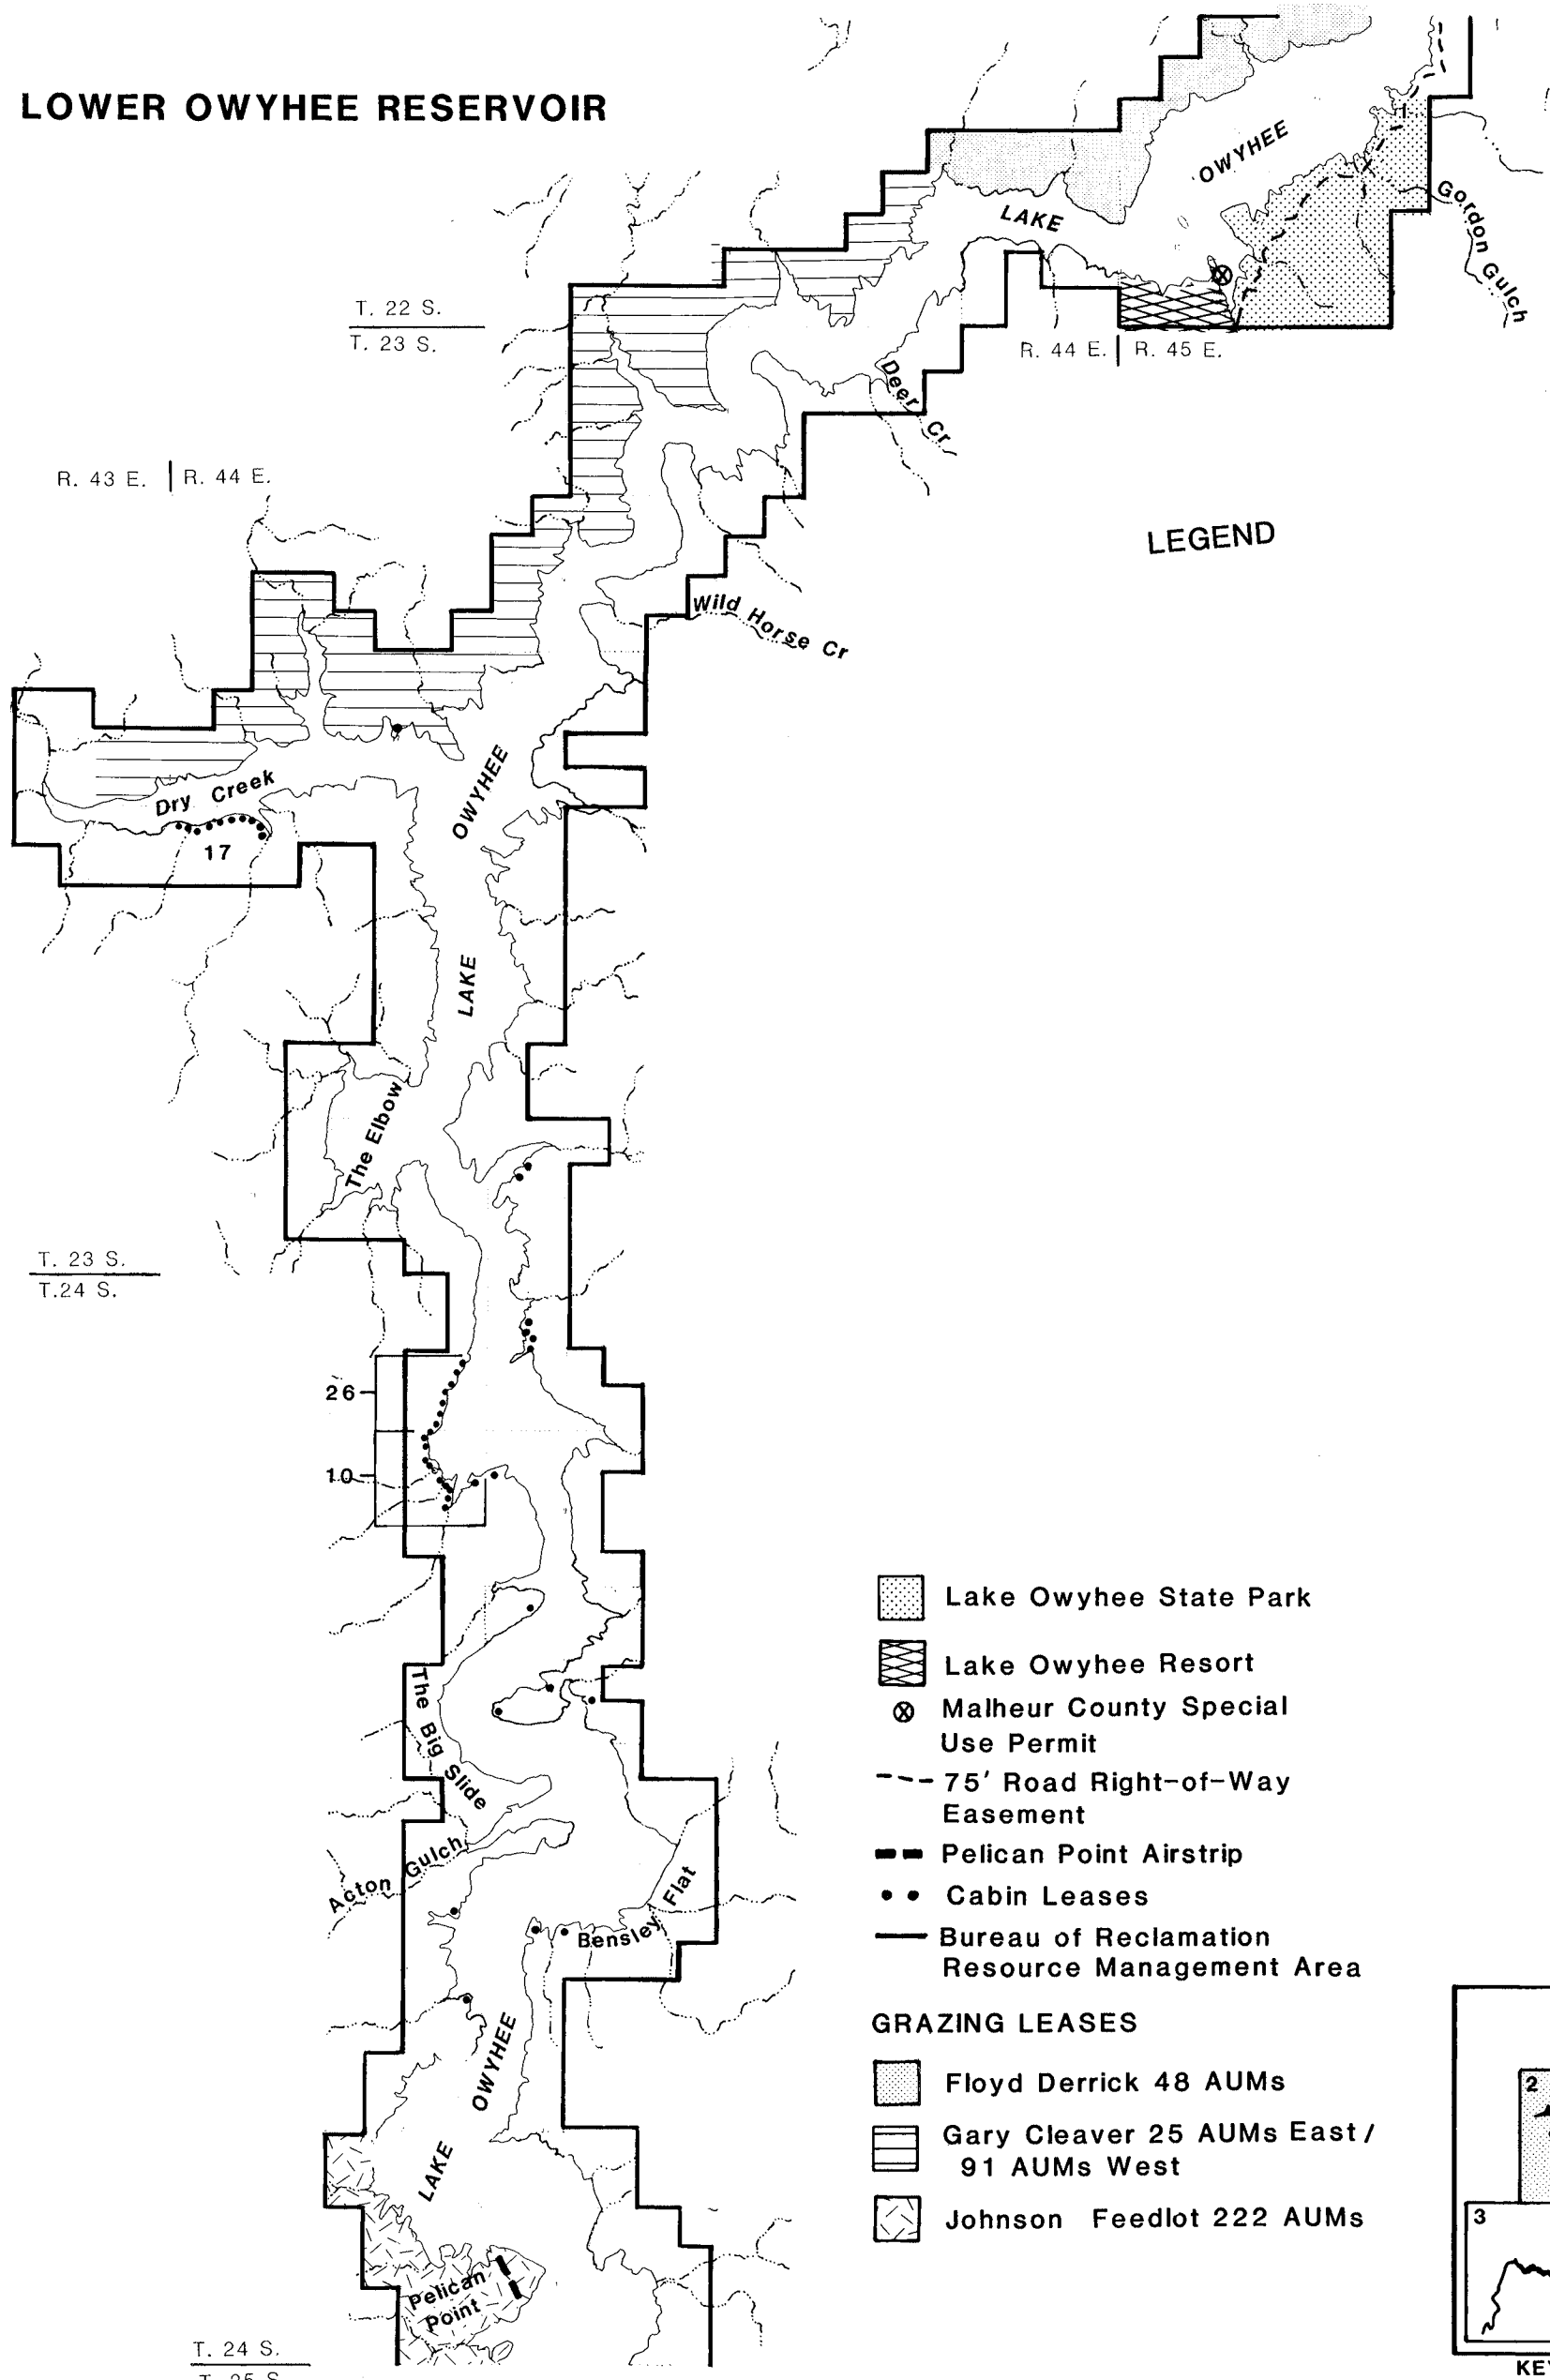 LOWER OWYHEE RESERVOIR
OWYHEE
LAKE
Gordon Gulch
T. 22 S.
T. 23 S.
R. 44 E. | R. 45 E.
Deer Cr
R. 43 E. | R. 44 E.
LEGEND
Wild Horse Cr
OWYHEE
Dry Creek
17
LAKE
The Elbow
T. 23 S.
T.24 S.
26
10
The Big Slide
Acton Gulch
Bensley Flat
OWYHEE
LAKE
Pelican
Point
T. 24 S.
T. 25 S.
Lake Owyhee State Park
Lake Owyhee Resort
Malheur County Special
Use Permit
75' Road Right-of-Way
Easement
Pelican Point Airstrip
Cabin Leases
Bureau of Reclamation
Resource Management Area
GRAZING LEASES
Floyd Derrick 48 AUMs
Gary Cleaver 25 AUMs East /
91 AUMs West
Johnson Feedlot 222 AUMs
2
3
KEY